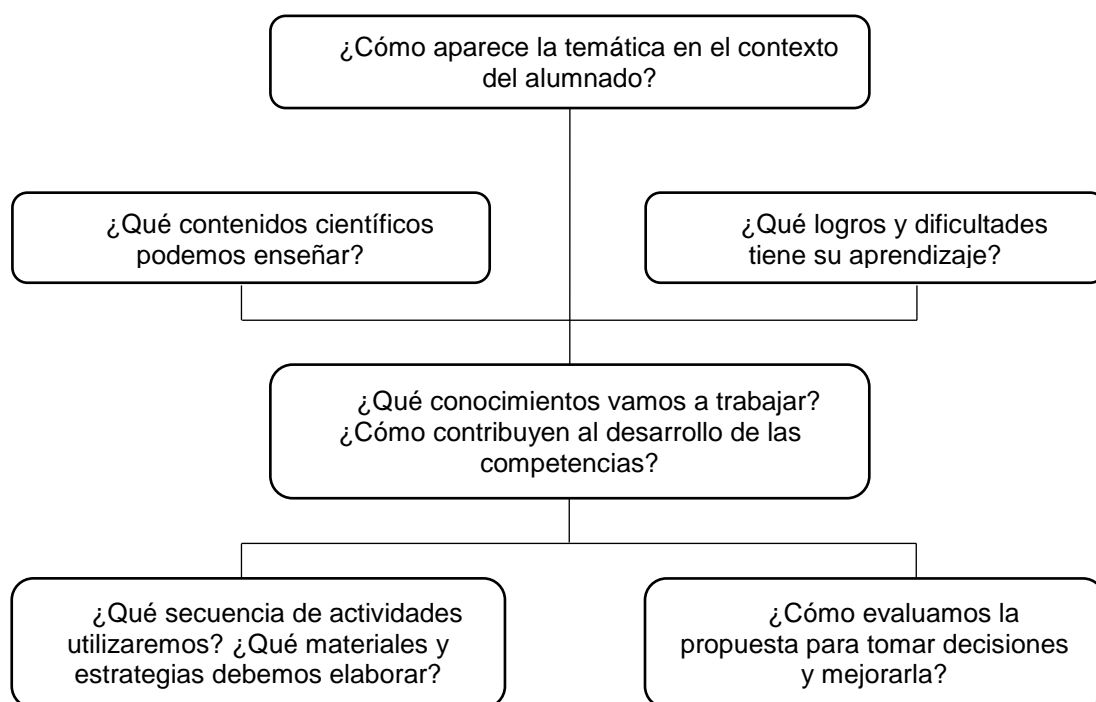 ¿Cómo aparece la temática en el contexto
del alumnado?
¿Qué contenidos científicos
podemos enseñar?
¿Qué logros y dificultades
tiene su aprendizaje?
¿Qué conocimientos vamos a trabajar?
¿Cómo contribuyen al desarrollo de las
competencias?
¿Qué secuencia de actividades
utilizaremos? ¿Qué materiales y
estrategias debemos elaborar?
¿Cómo evaluamos la
propuesta para tomar decisiones
y mejorarla?